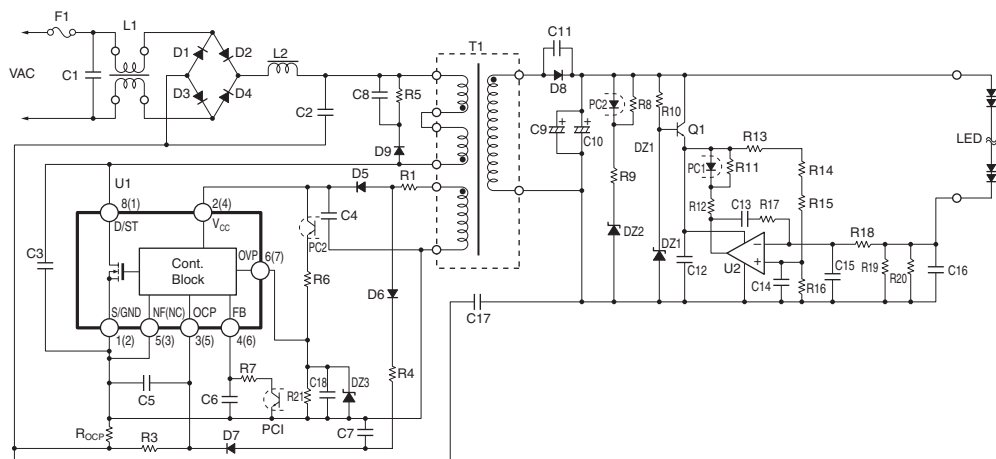 F1
L1
T1
C11
D1
D2
L2
D8
VAC
C1
C8
R5
PC2
R8
R10
D3
D4
C2
C9
+
+
C10
DZ1
Q1
R13
LED
D9
PC1
R11
R14
U1
D5
R1
R9
R12
C13
R17
R15
8(1)
2(4)
D/ST
VCC
PC2
C4
DZ2
DZ1
R18
C3
OVP
6(7)
Cont.
Block
R6
D6
C12
U2
−
+
C14
R16
C15
R19
R20
C16
S/GND
NF(NC)
OCP
FB
C17
1(2)
5(3)
3(5)
4(6)
R7
R21
C18
DZ3
R4
C5
C6
PCI
C7
ROCP
R3
D7